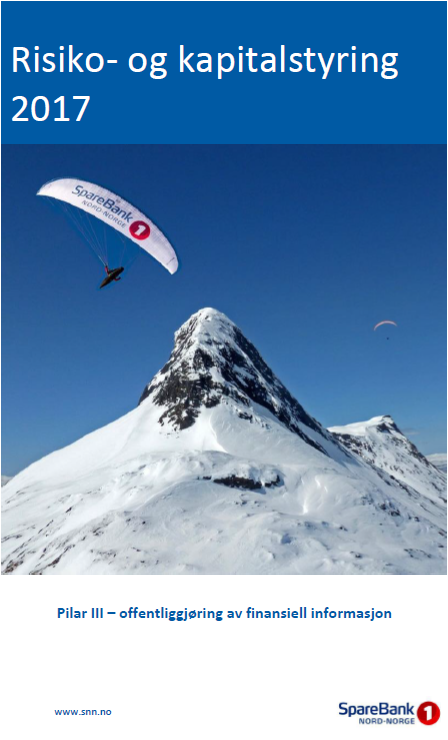 Risiko- og kapitalstyring
2017
SpareBank
NORD-NORGE
1
Pilar III – offentliggjøring av finansiell informasjon
www.snn.no
SpareBank 1
NORD-NORGE